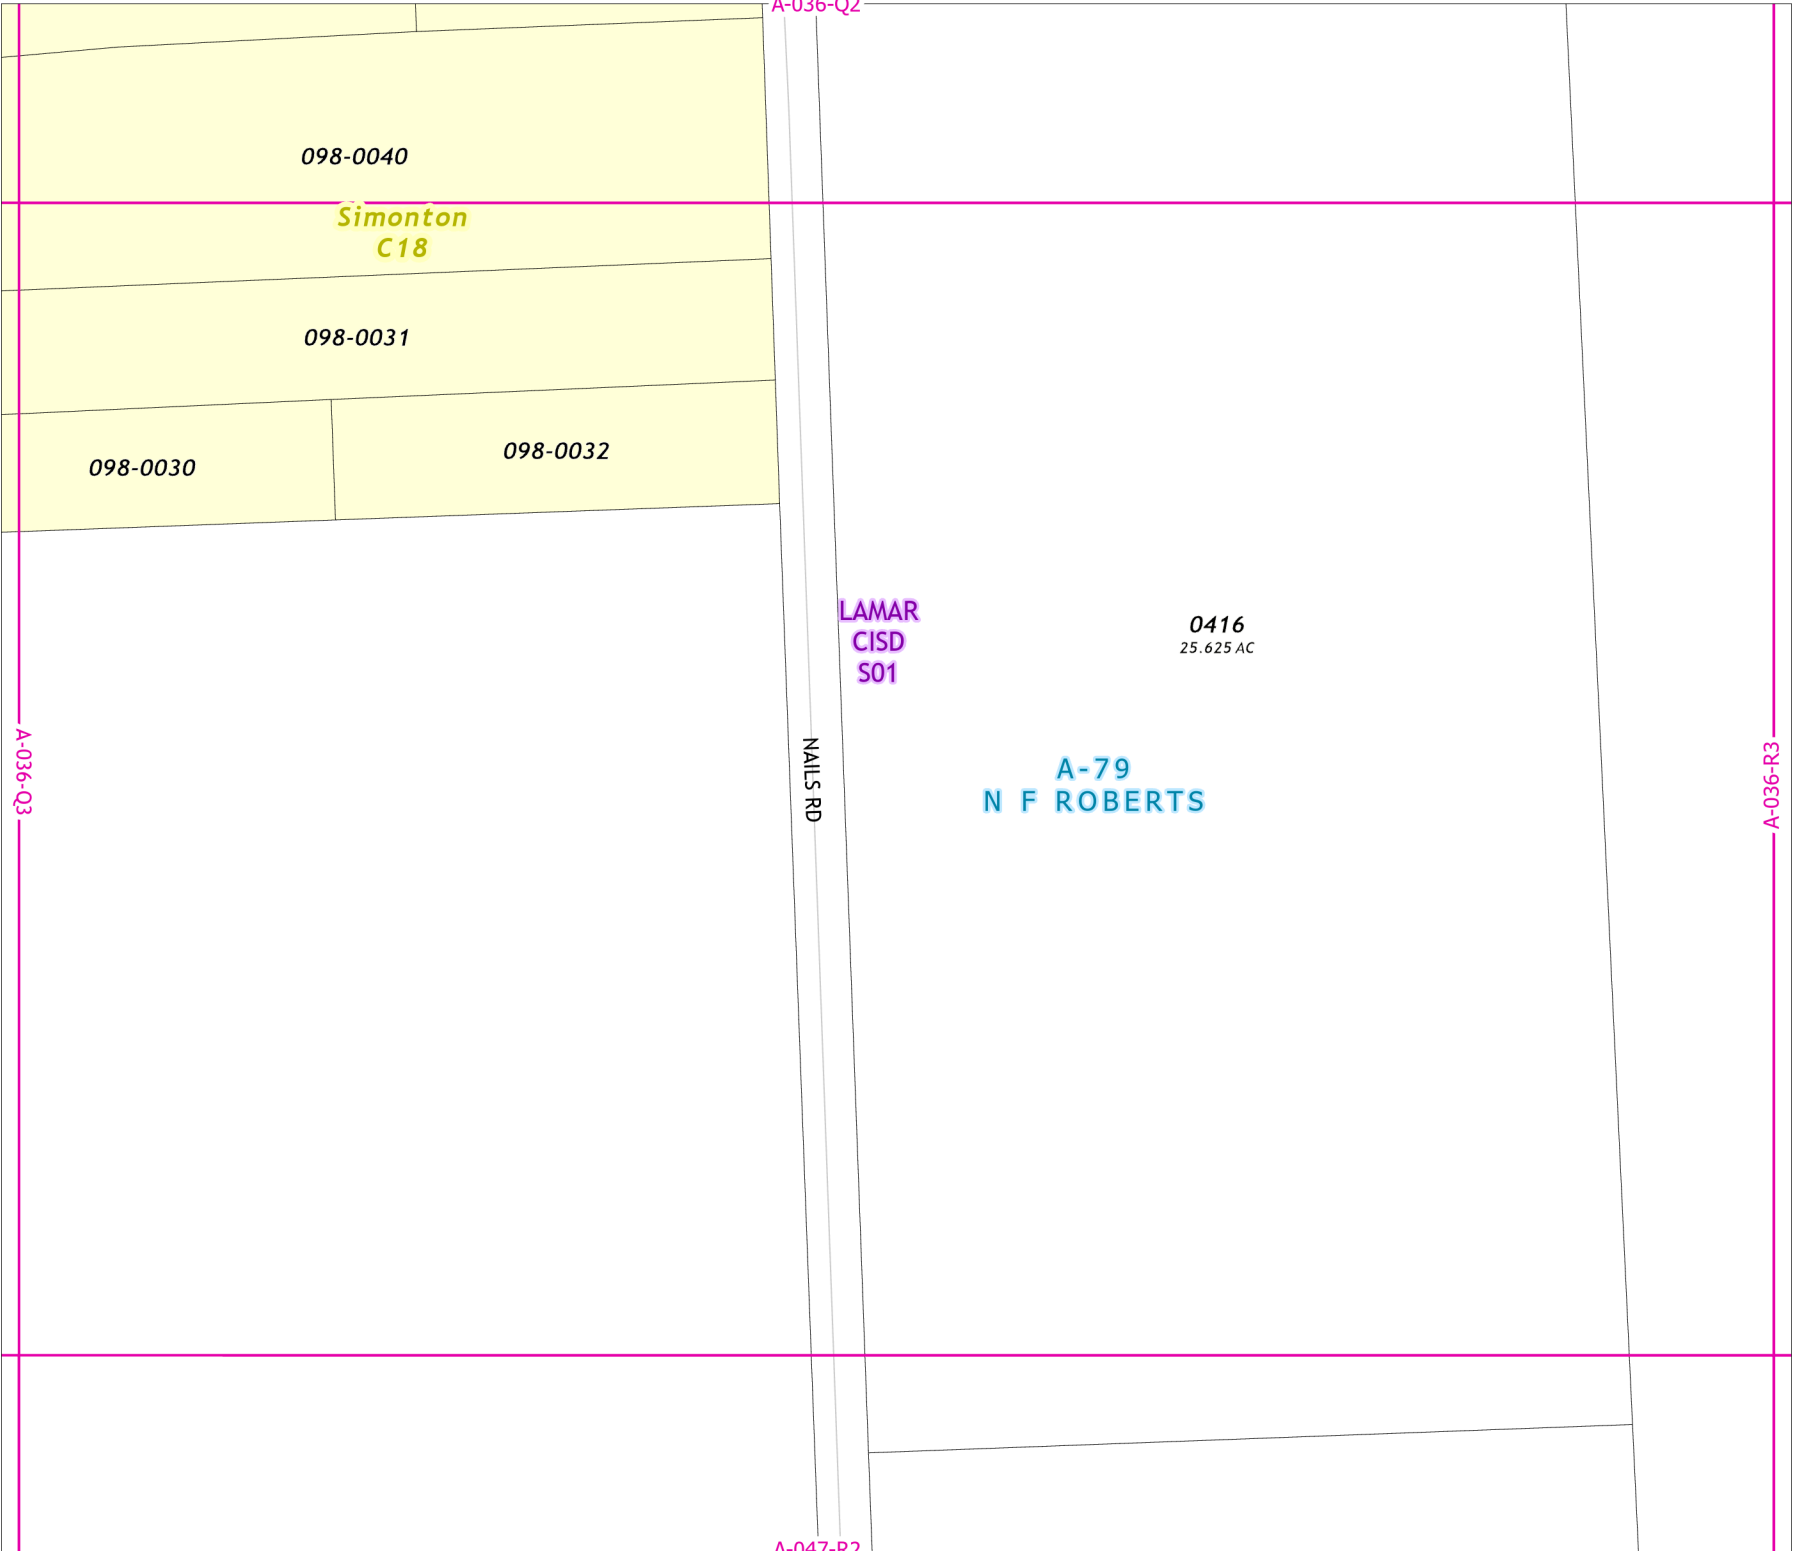 A-036-Q2
098-0040
Simonton
C18
098-0031
098-0032
098-0030
LAMAR
CISD
S01
0416
25.625 AC
A-036-Q3
NAILS RD
A-79
N F ROBERTS
A-036-R3
A-047-R2